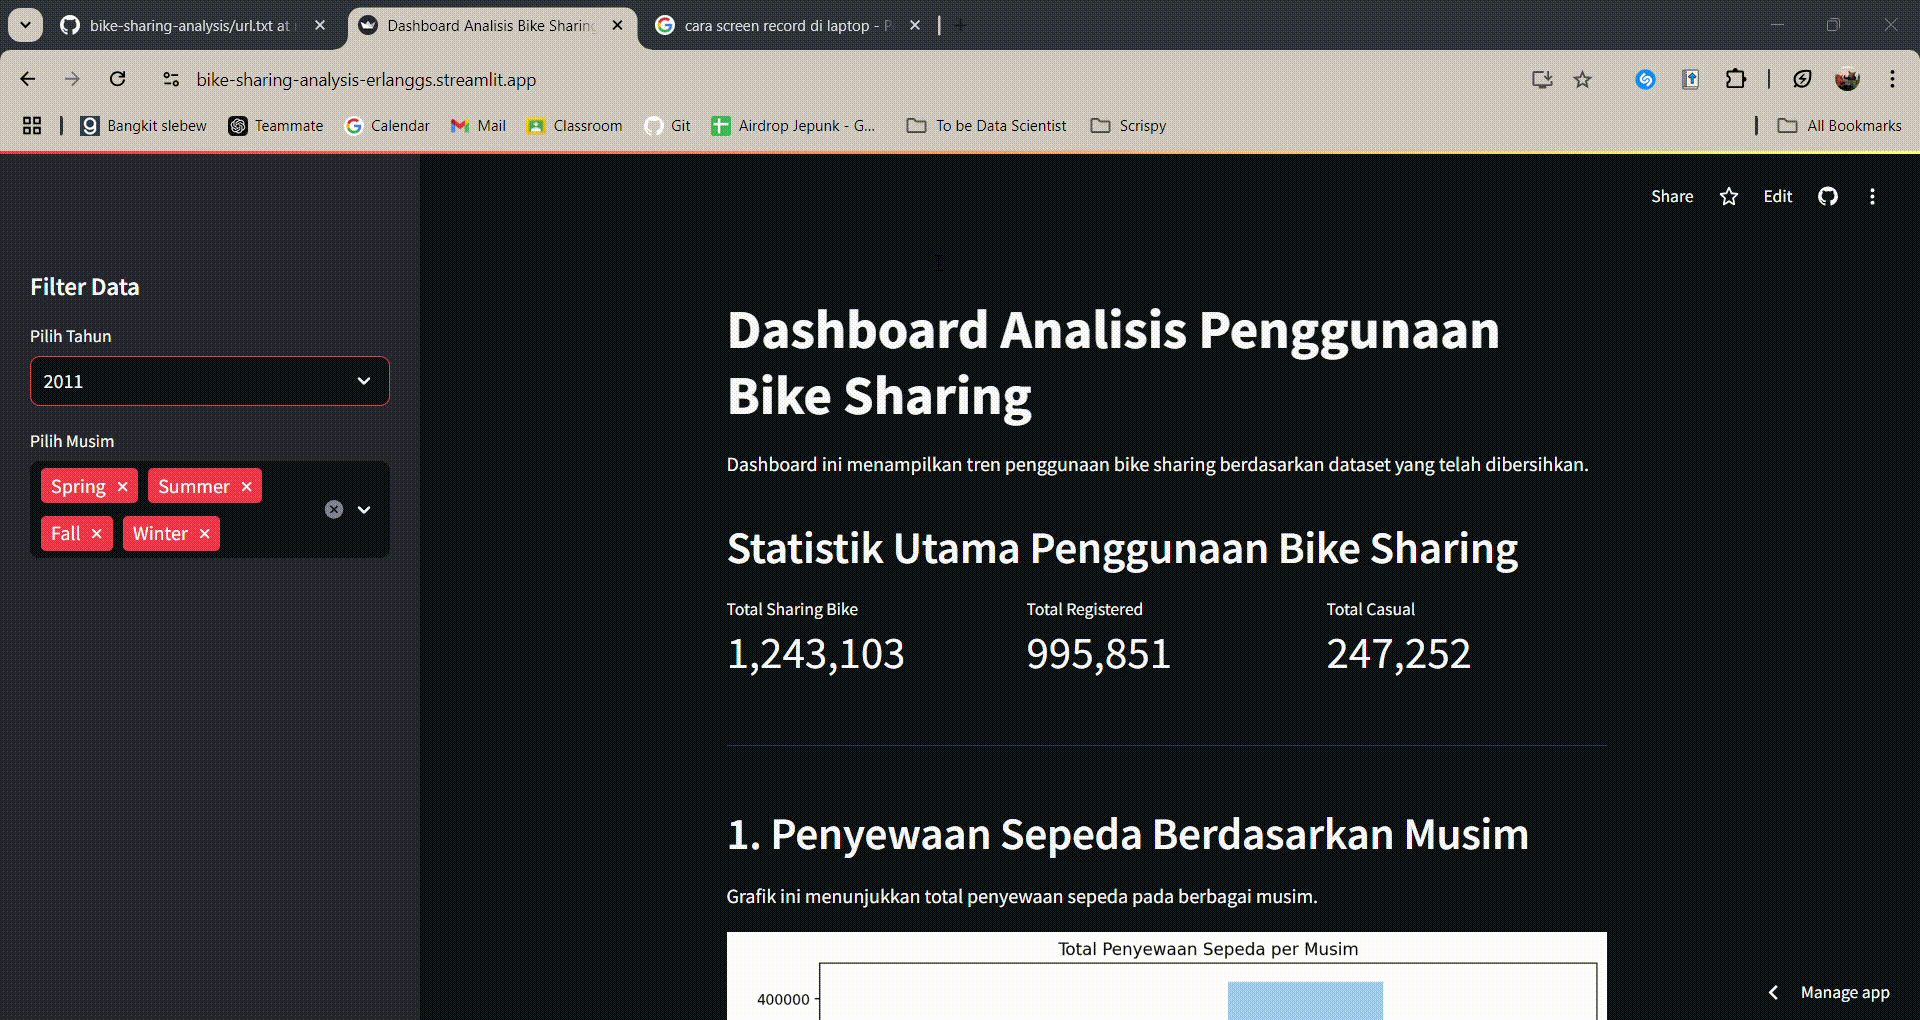 bike-sharing-analysis/url.txt at
Dashboard Analisis Bike Sharing
cara screen record di laptop - P
bike-sharing-analysis-erlanggs.streamlit.app
Bangkit slebew
Teammate
Calendar
Mail
Classroom
Git
Airdrop Jepunk - G...
To be Data Scientist
Scrispy
All Bookmarks
Share
Edit
Filter Data
Pilih Tahun
2011
Pilih Musim
Spring
Summer
Fall
Winter
Dashboard Analisis Penggunaan
Bike Sharing
Dashboard ini menampilkan tren penggunaan bike sharing berdasarkan dataset yang telah dibersihkan.
Statistik Utama Penggunaan Bike Sharing
Total Sharing Bike
1,243,103
Total Registered
995,851
Total Casual
247,252
1. Penyewaan Sepeda Berdasarkan Musim
Grafik ini menunjukkan total penyewaan sepeda pada berbagai musim.
Total Penyewaan Sepeda per Musim
400000
Manage app